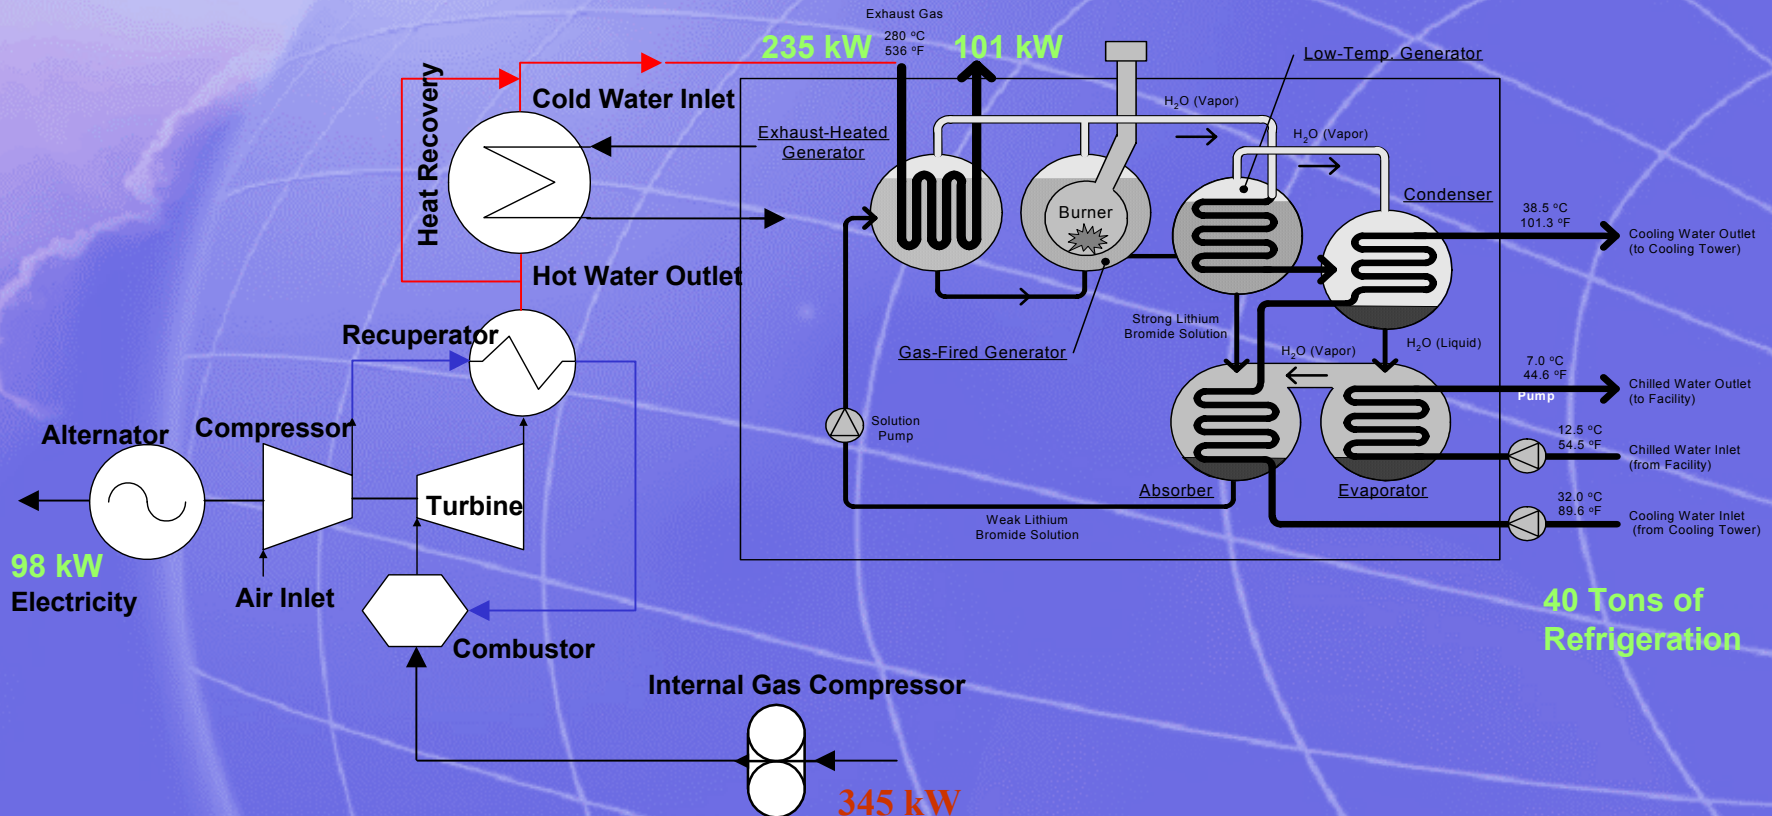 Exhaust Gas
235 kW
280 °C
536 °F
101 kW
Low-Temp. Generator
Heat Recovery
Cold Water Inlet
H2O (Vapor)
Exhaust-Heated
Generator
H2O (Vapor)
Condenser
Burner
38.5 °C
101.3 °F
Cooling Water Outlet
(to Cooling Tower)
Hot Water Outlet
Strong Lithium
Bromide Solution
Recuperator
Gas-Fired Generator
H2O (Vapor)
H2O (Liquid)
7.0 °C
44.6 °F
Pump
Chilled Water Outlet
(to Facility)
Alternator
Compressor
Solution
Pump
12.5 °C
54.5 °F
Chilled Water Inlet
(from Facility)
Turbine
Absorber
Evaporator
32.0 °C
89.6 °F
Cooling Water Inlet
(from Cooling Tower)
Weak Lithium
Bromide Solution
98 kW
Electricity
Air Inlet
40 Tons of
Refrigeration
Combustor
Internal Gas Compressor
345 kW